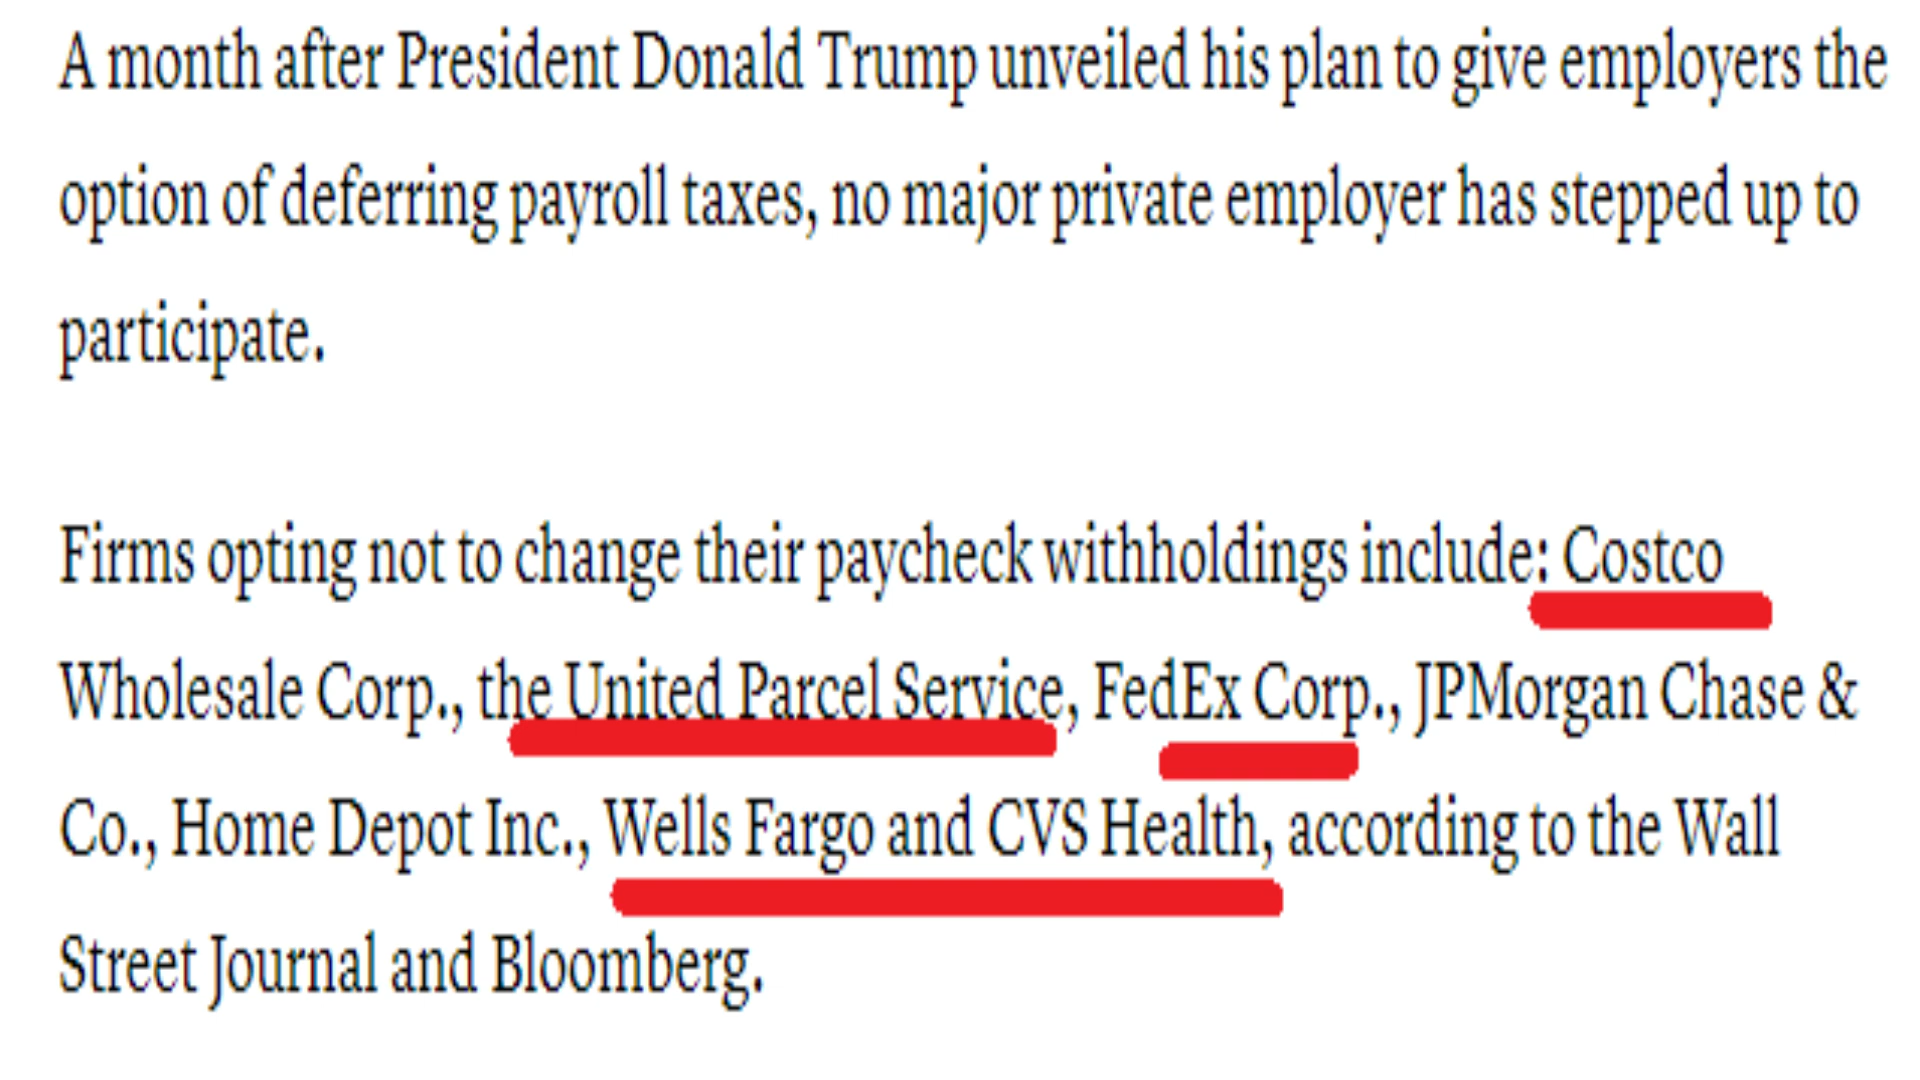 A month after President Donald Trump unveiled his plan to give employers the
option of deferring payroll taxes, no major private employer has stepped up to
participate.
Firms opting not to change their paycheck withholdings include: Costco
Wholesale Corp., the United Parcel Service, FedEx Corp., JPMorgan Chase &
Co., Home Depot Inc., Wells Fargo and CVS Health, according to the Wall
Street Journal and Bloomberg.